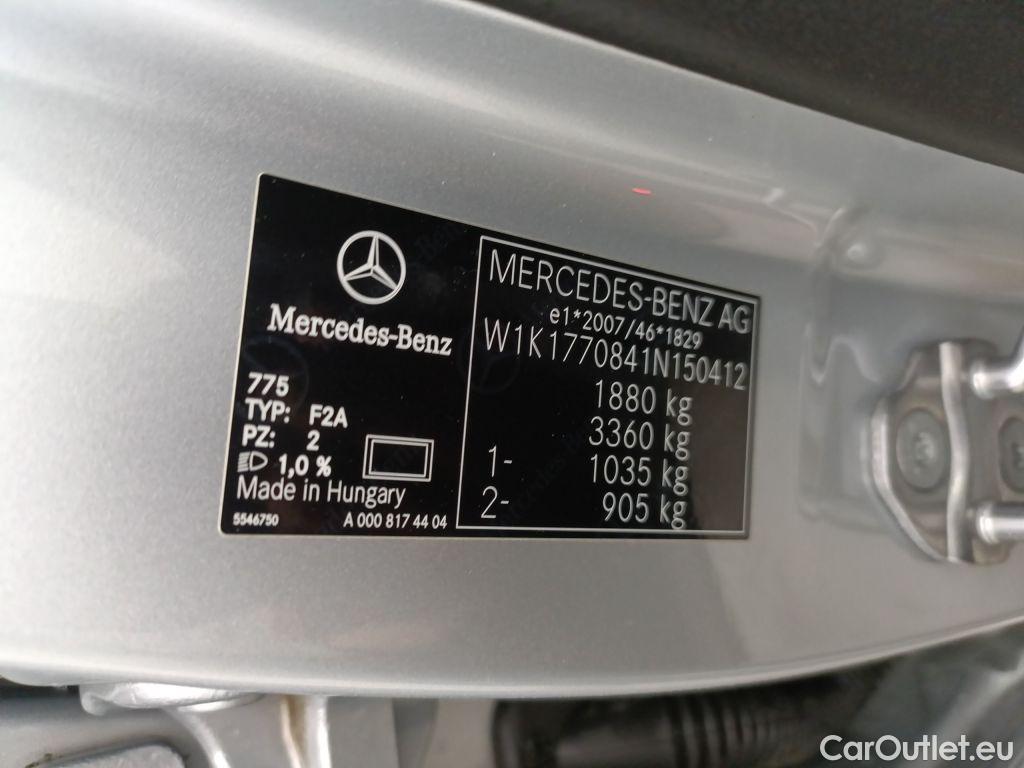 Mercedes-Benz
775
TYP: F2A
PZ: 2
1,0 %
Made in Hungary
5546750 A 000 817 44 04
MERCEDES-BENZ AG
e1*2007/46*1829
W1K1770841N150412
1880 kg
3360 kg
1- 1035 kg
2- 905 kg
CarOutlet.eu